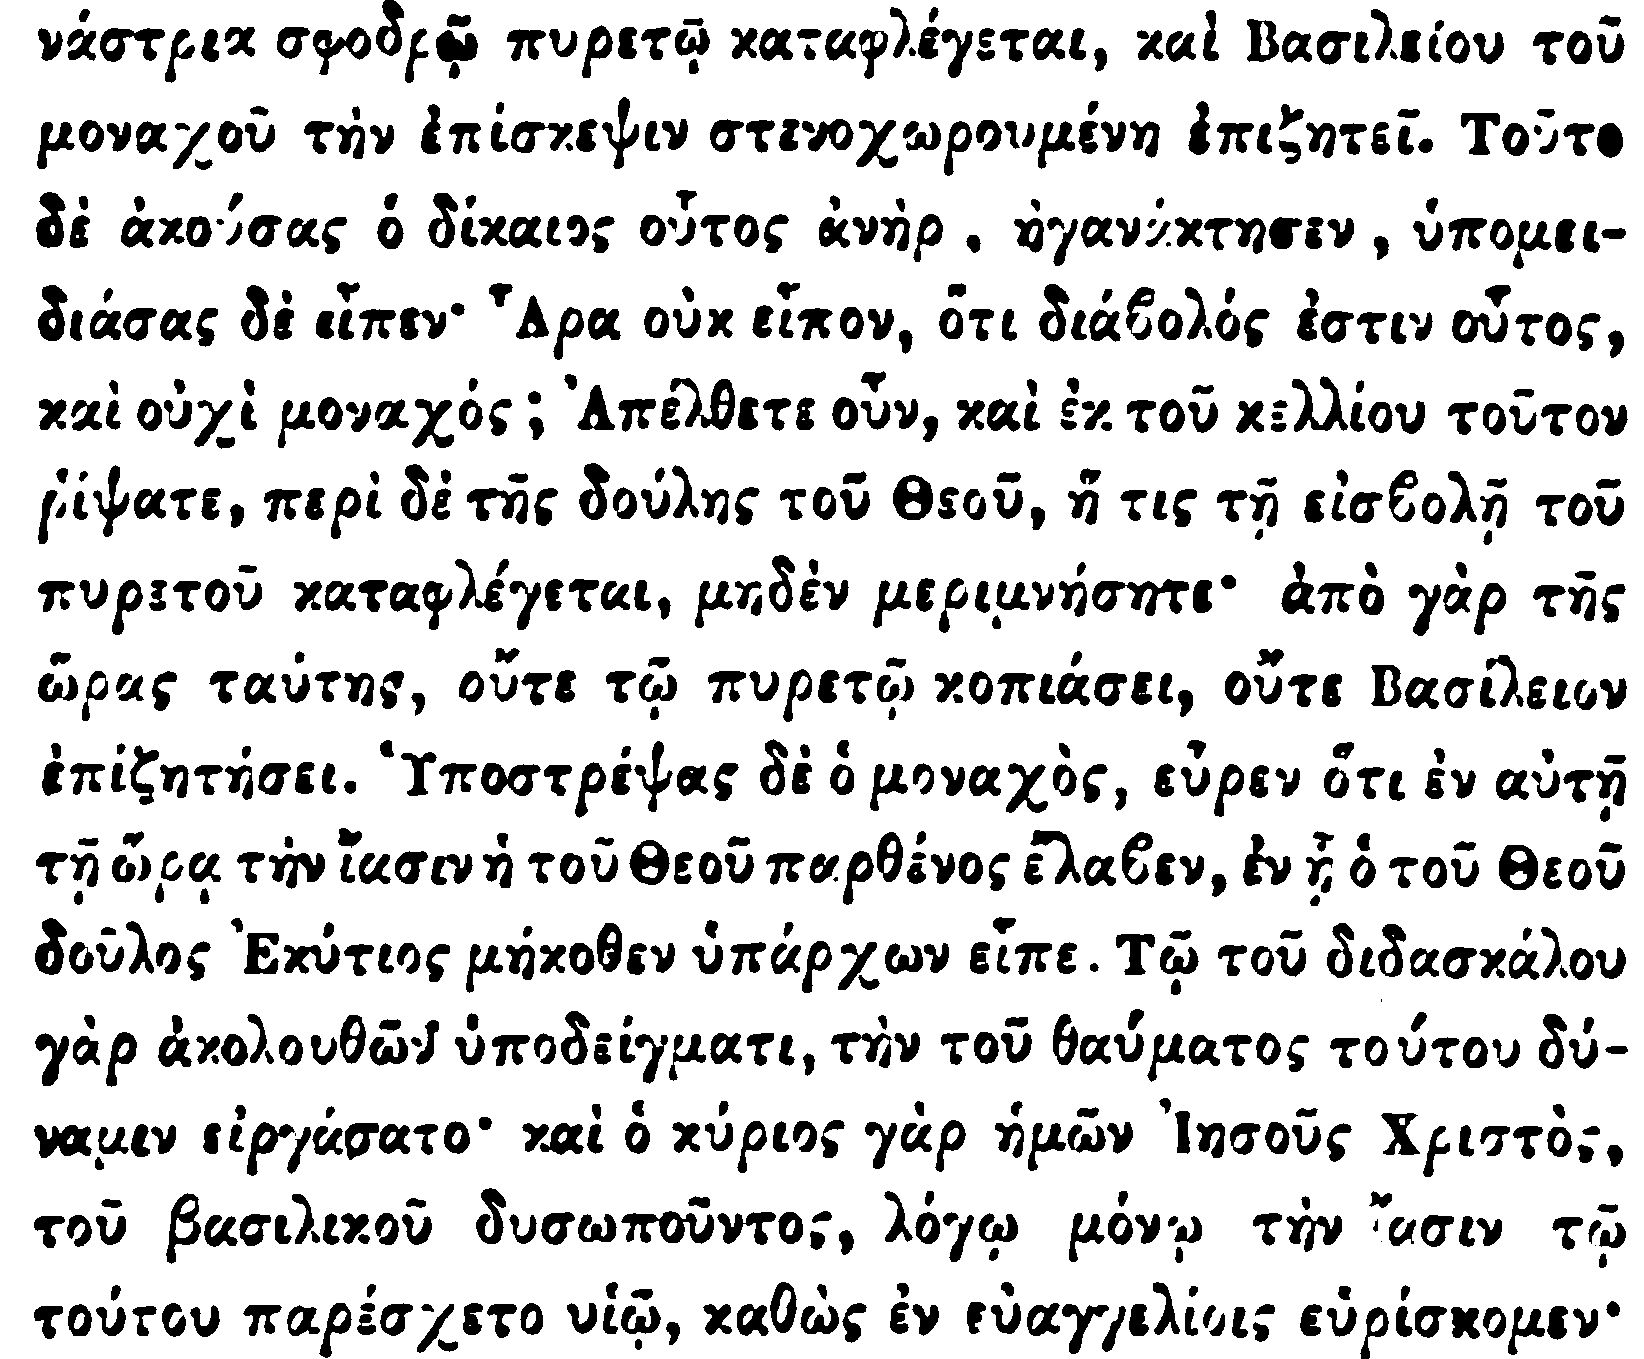 νάστρια σφοδρῷ πυρετῷ καταφλέγεται, καὶ Βασιλείου τοῦ
μοναχοῦ τὴν ἐπίσκεψιν στενοχωρουμένη ἐπιζητεῖ. Τοῦτο
δὲ ἀκούσας ὁ δίκαιος οὗτος ἀνὴρ, ἠγανάκτησεν, ὑπομει-
διάσας δὲ εἶπεν· Ἆρα οὐκ εἶπον, ὅτι διάβολός ἐστιν οὗτος,
καὶ οὐχὶ μοναχός; Ἀπέλθετε οὖν, καὶ ἐκ τοῦ κελλίου τοῦτον
ῥίψατε, περὶ δὲ τῆς δούλης τοῦ Θεοῦ, ἥ τις τῇ εἰσβολῇ τοῦ
πυρετοῦ καταφλέγεται, μηδὲν μεριμνήσητε· ἀπὸ γὰρ τῆς
ὥρας ταύτης, οὔτε τῷ πυρετῷ κοπιάσει, οὔτε Βασίλειον
ἐπιζητήσει. Ὑποστρέψας δὲ ὁ μοναχὸς, εὗρεν ὅτι ἐν αὐτῇ
τῇ ὥρᾳ τὴν ἴασιν ἡ τοῦ Θεοῦ παρθένος ἔλαβεν, ἐν ᾗ ὁ τοῦ Θεοῦ
δοῦλος Ἐκύτιος μήκοθεν ὑπάρχων εἶπε. Τῷ τοῦ διδασκάλου
γὰρ ἀκολουθῶν ὑποδείγματι, τὴν τοῦ θαύματος τούτου δύ-
ναμιν εἰργάσατο· καὶ ὁ κύριος γὰρ ἡμῶν Ἰησοῦς Χριστὸς,
τοῦ βασιλικοῦ δυσωποῦντος, λόγῳ μόνῳ τὴν ἴασιν τῷ
τούτου παρέσχετο υἱῷ, καθὼς ἐν εὐαγγελίοις εὑρίσκομεν·